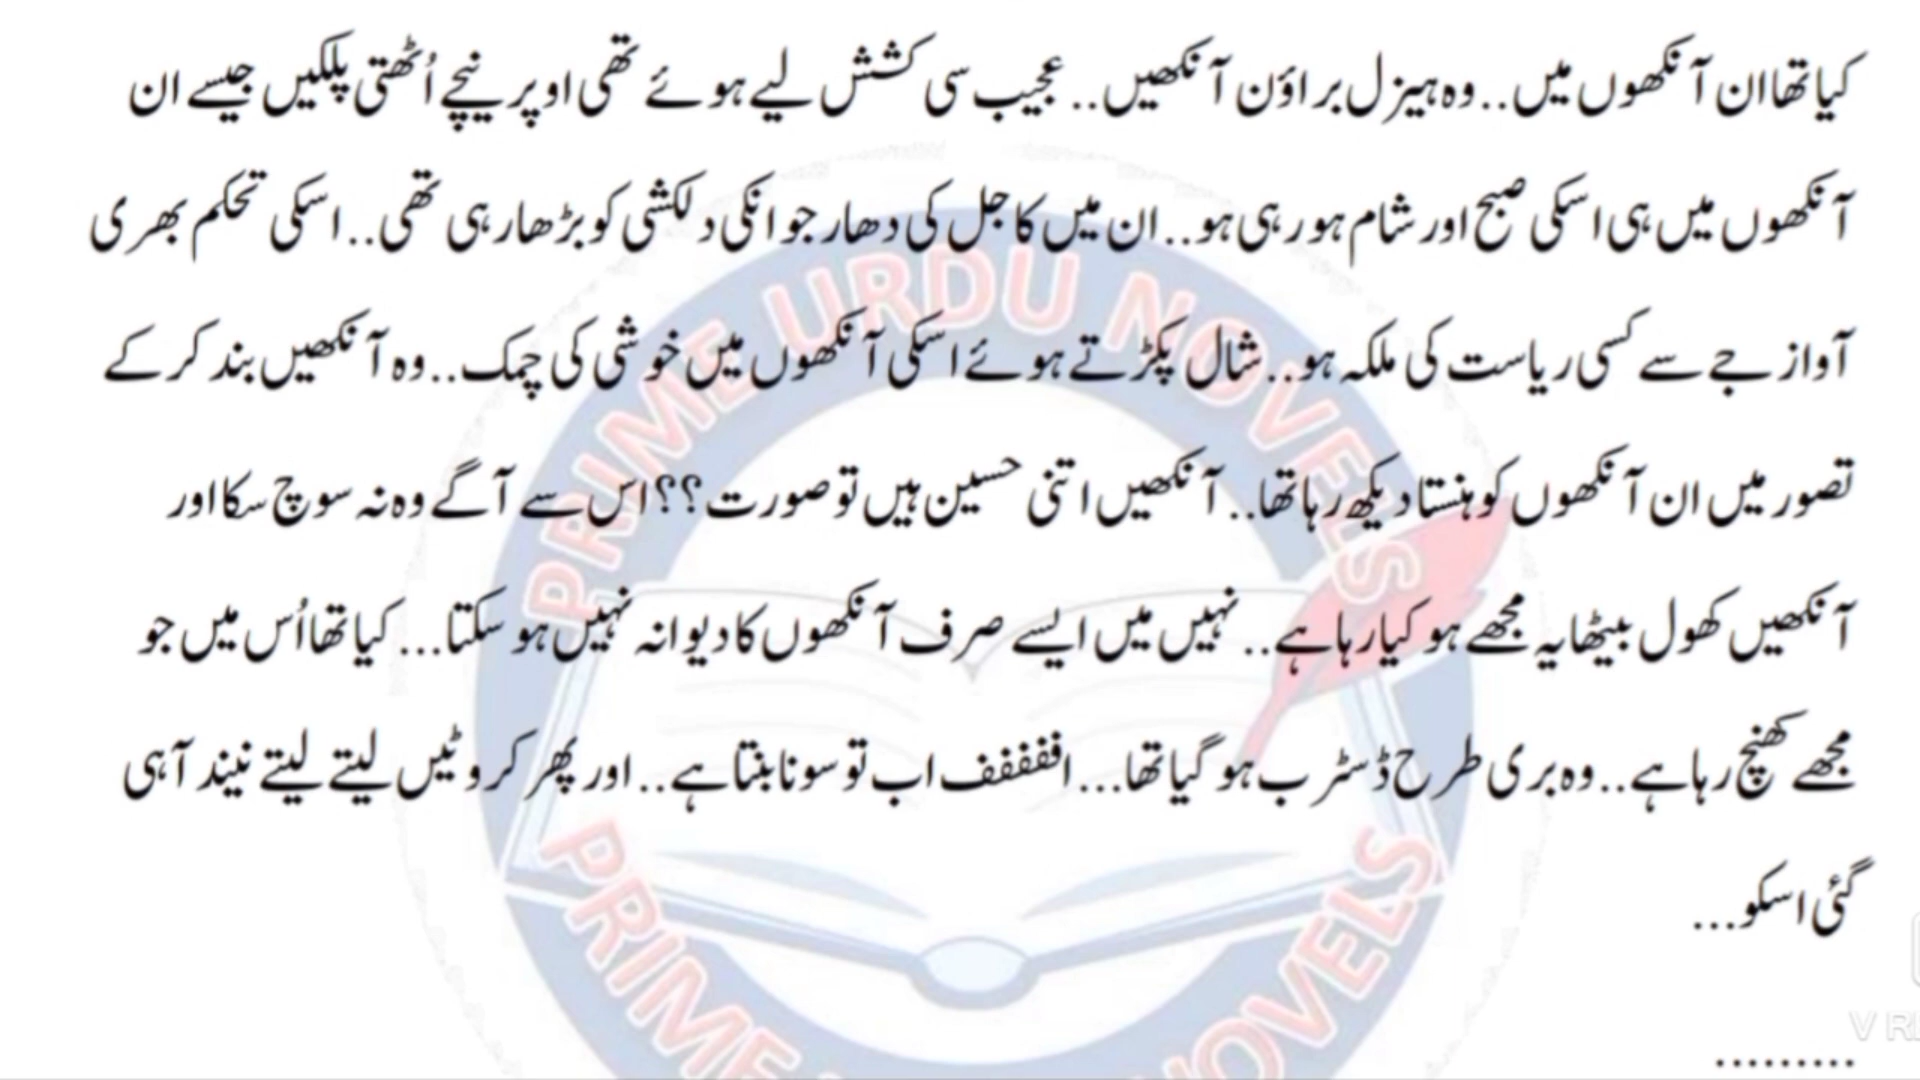 کیا تھا ان آنکھوں میں.. وہ ہیزل براؤن آنکھیں.. عجیب سی کشش لیے ہوئے تھی اوپر نیچے اُٹھتی پلکیں جیسے ان
آنکھوں میں ہی اسکی صبح اور شام ہو رہی ہو.. ان میں کاجل کی دھار جو انکی دلکشی کو بڑھا رہی تھی.. اسکی تحکم بھری
آواز جے سے کسی ریاست کی ملکہ ہو.. شال پکڑتے ہوئے اسکی آنکھوں میں خوشی کی چمک.. وہ آنکھیں بند کر کے
تصور میں ان آنکھوں کو ہنستا دیکھ رہا تھا.. آنکھیں اتنی حسین ہیں تو صورت؟؟ اس سے آگے وہ نہ سوچ سکا اور
آنکھیں کھول بیٹھا یہ مجھے ہو کیا رہا ہے.. نہیں میں ایسے صرف آنکھوں کا دیوانہ نہیں ہو سکتا... کیا تھا اُس میں جو
مجھے کھنچ رہا ہے.. وہ بری طرح ڈسٹرب ہو گیا تھا... افففففف اب تو سونا بنتا ہے.. اور پھر کروٹیں لیتے لیتے نیند آ ہی
گئی اسکو...
.........
PRIME URDU NOVELS
PRIME NOVELS